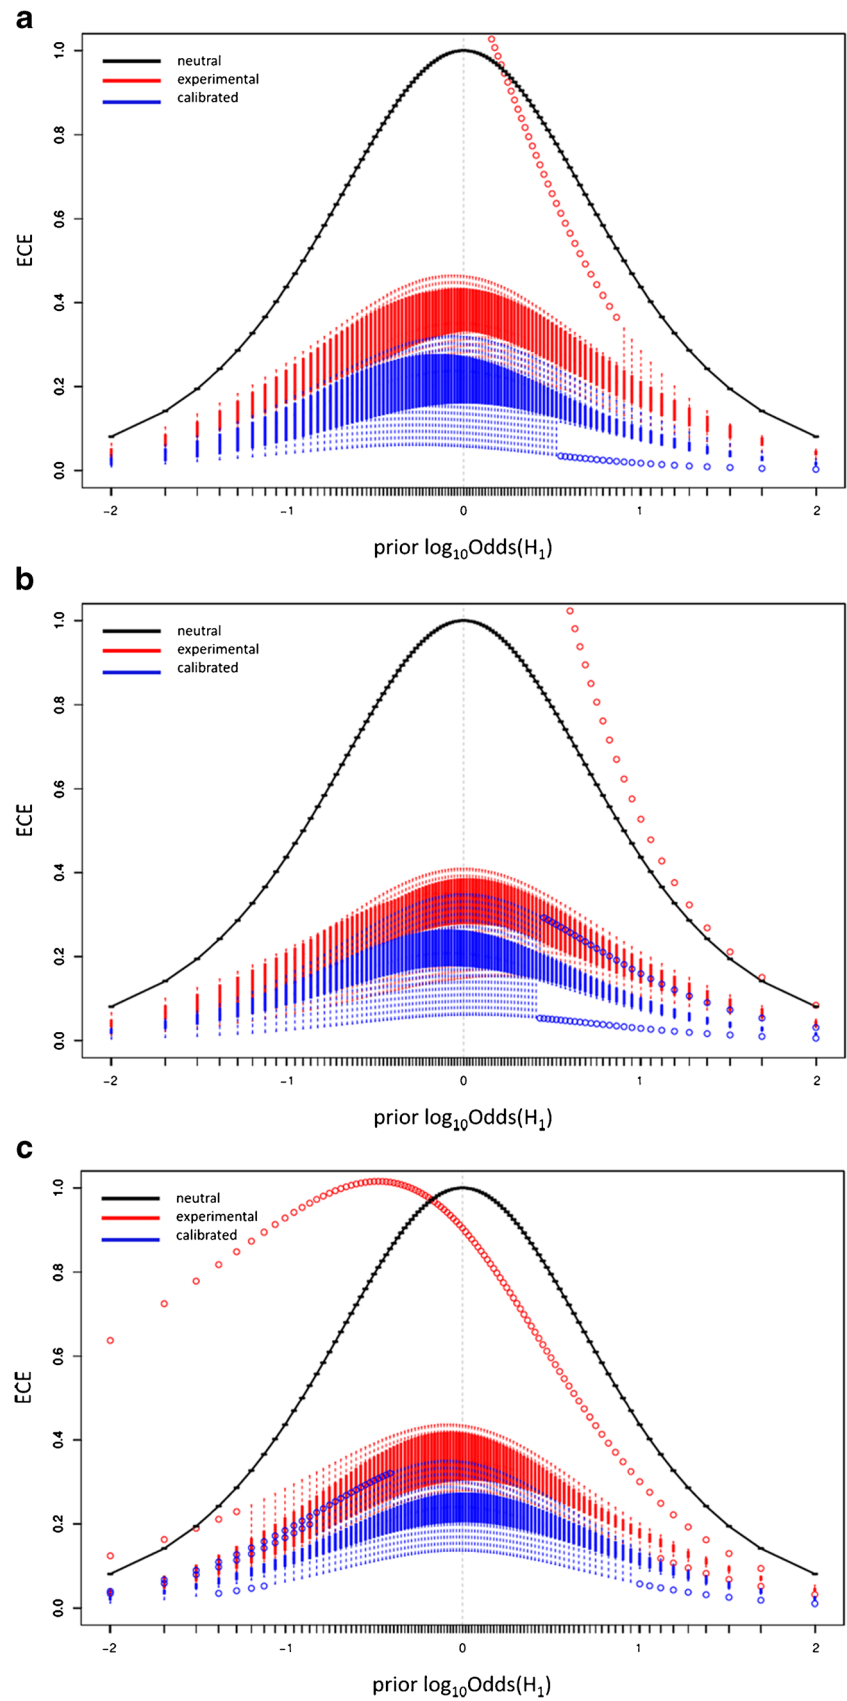 a
1.0
0.8
0.6
0.4
0.2
0.0
ECE
neutral
experimental
calibrated
-2
-1
0
1
2
prior log10Odds(H1)
b
1.0
0.8
0.6
0.4
0.2
0.0
ECE
neutral
experimental
calibrated
-2
-1
0
1
2
prior log10Odds(H1)
c
1.0
0.8
0.6
0.4
0.2
0.0
ECE
neutral
experimental
calibrated
-2
-1
0
1
2
prior log10Odds(H1)